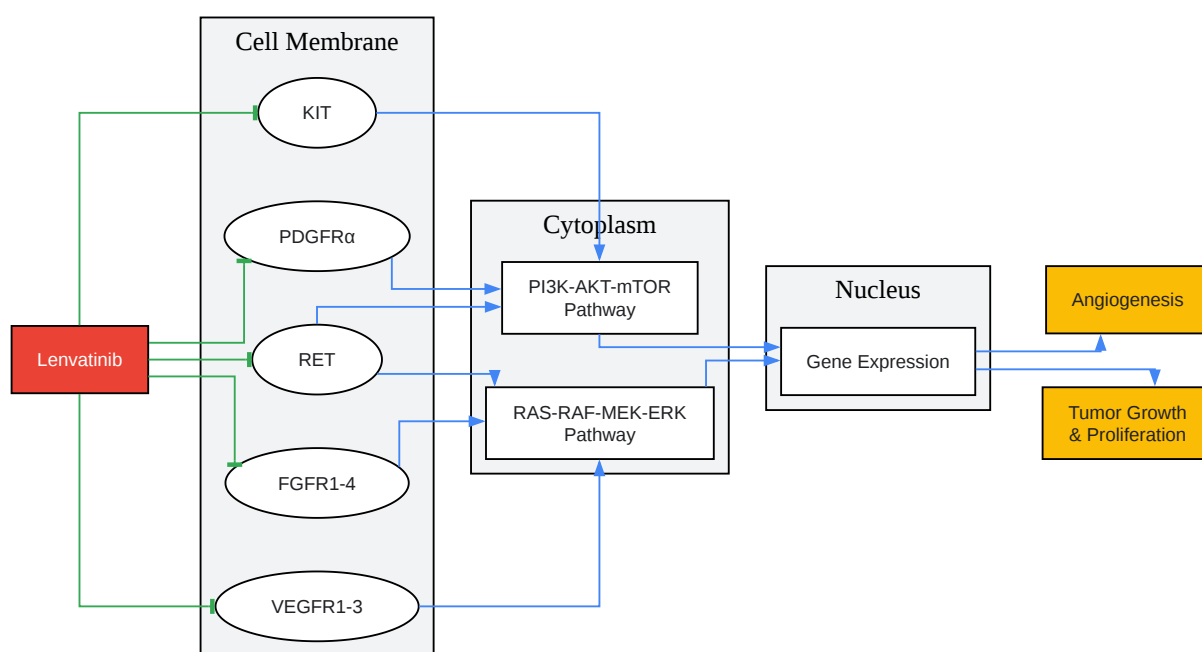 Cell Membrane
KIT
PDGFRα
RET
FGFR1-4
VEGFR1-3
Lenvatinib
Cytoplasm
PI3K-AKT-mTOR
Pathway
RAS-RAF-MEK-ERK
Pathway
Nucleus
Gene Expression
Angiogenesis
Tumor Growth
& Proliferation